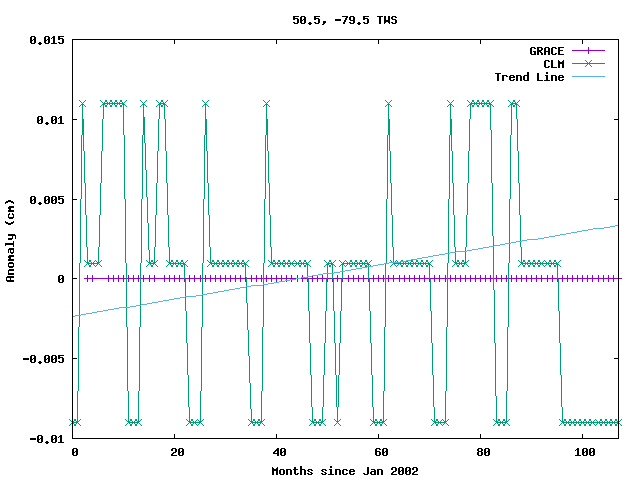 50.5, -79.5 TWS
0.015
0.01
0.005
0
-0.005
-0.01
Anomaly (cm)
GRACE
CLM
Trend Line
0 20 40 60 80 100
Months since Jan 2002